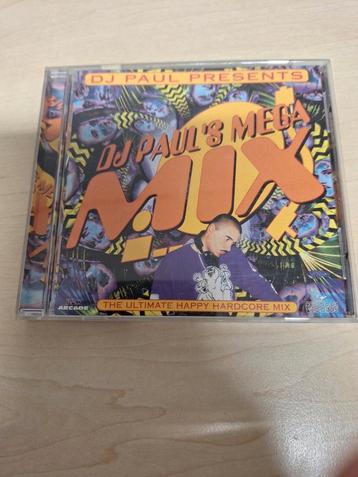 DJ PAUL PRESENTS
DJ PAUL'S MEGA
MIX
THE ULTIMATE HAPPY HARDCORE MIX
ARCADE